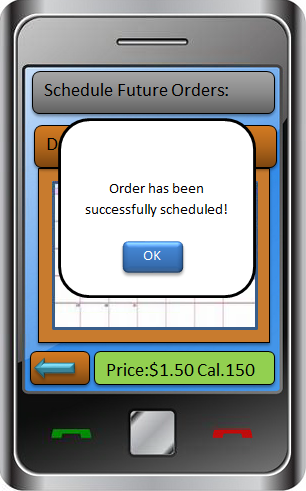 Schedule Future Orders:
Order has been
successfully scheduled!
OK
Price:$1.50 Cal.150